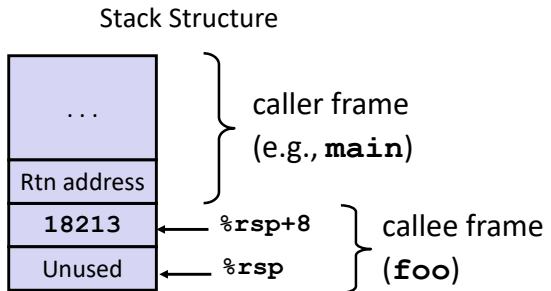 Stack Structure
...
caller frame
(e.g., main)
Rtn address
18213
%rsp+8
callee frame
Unused
%rsp
(foo)